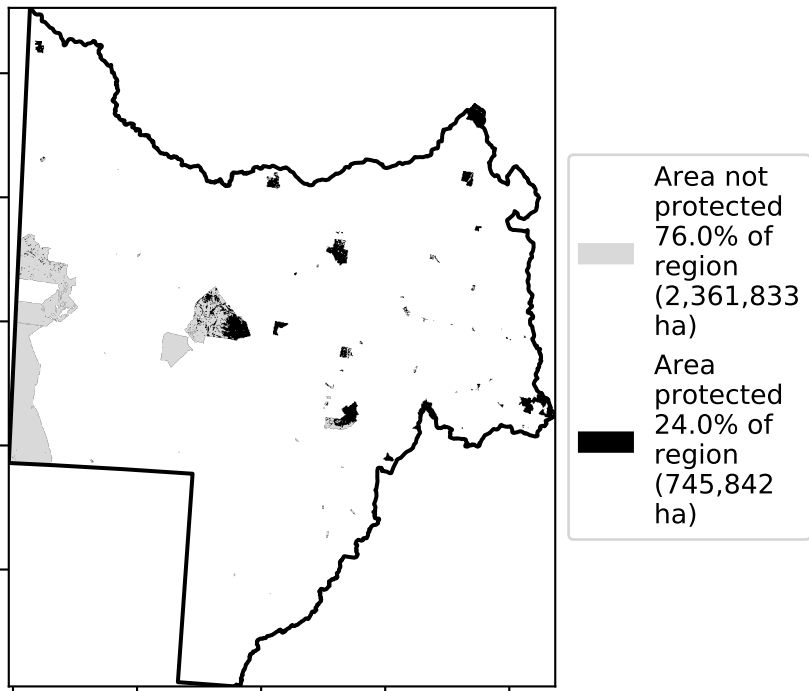 Area not
protected
76.0% of
region
(2,361,833
ha)
Area
protected
24.0% of
region
(745,842
ha)